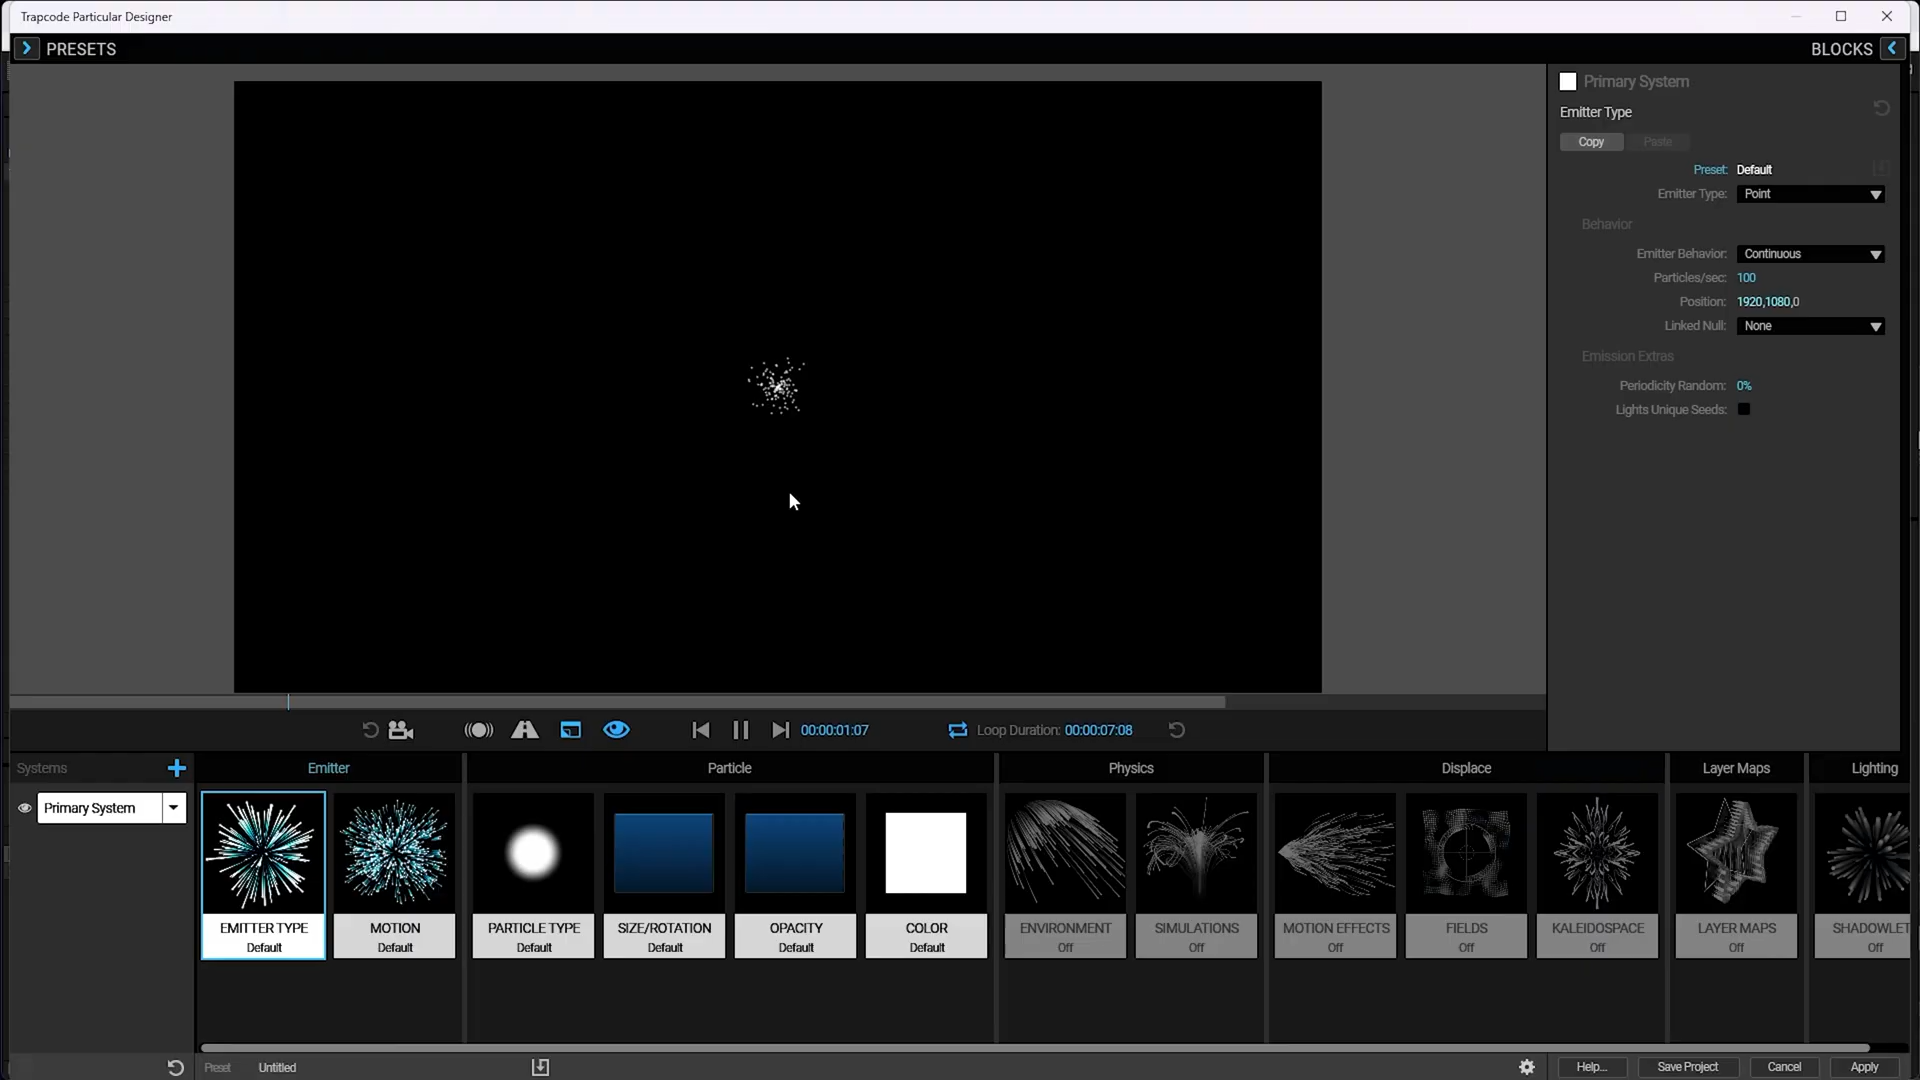 Trapcode Particular Designer
PRESETS
BLOCKS
Primary System
Emitter Type
Copy Paste
Preset: Default
Emitter Type: Point
Behavior
Emitter Behavior: Continuous
Particles/sec: 100
Position: 1920,1080,0
Linked Null: None
Emission Extras
Periodicity Random: 0%
Lights Unique Seeds:
00:00:01:07
Loop Duration: 00:00:07:08
Systems
Emitter
Particle
Physics
Displace
Layer Maps
Lighting
Primary System
EMITTER TYPE
Default
MOTION
Default
PARTICLE TYPE
Default
SIZE/ROTATION
Default
OPACITY
Default
COLOR
Default
ENVIRONMENT
Off
SIMULATIONS
Off
MOTION EFFECTS
Off
FIELDS
Off
KALEIDOSPACE
Off
LAYER MAPS
Off
SHADOWLET
Off
Preset Untitled
Help... Save Project Cancel Apply